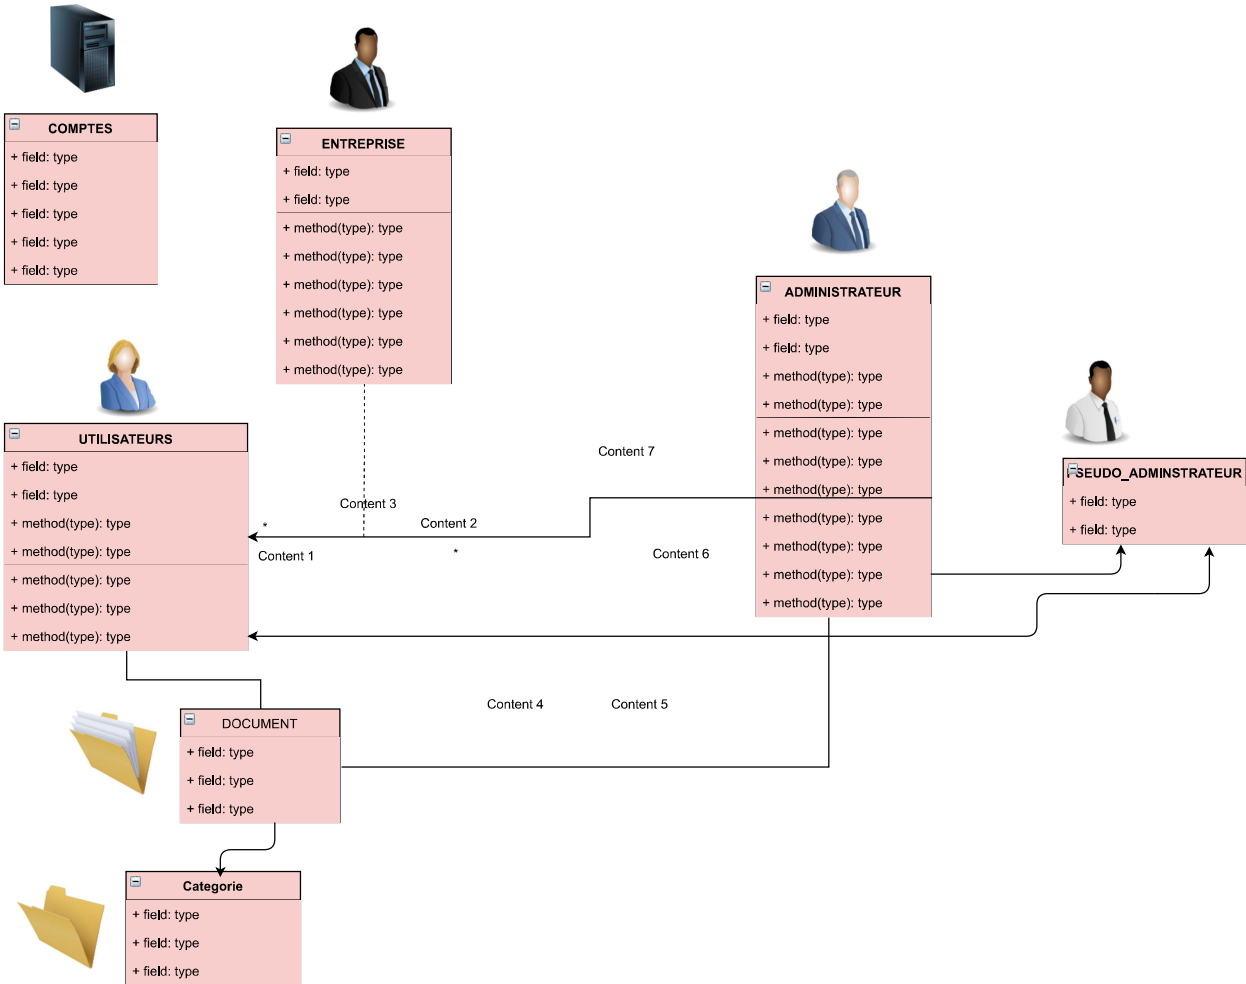 COMPTES
+ field: type
+ field: type
+ field: type
+ field: type
+ field: type
ENTREPRISE
+ field: type
+ field: type
+ method(type): type
+ method(type): type
+ method(type): type
+ method(type): type
+ method(type): type
+ method(type): type
ADMINISTRATEUR
+ field: type
+ field: type
+ method(type): type
+ method(type): type
+ method(type): type
+ method(type): type
+ method(type): type
+ method(type): type
+ method(type): type
+ method(type): type
+ method(type): type
PSEUDO_ADMINSTRATEUR
+ field: type
+ field: type
UTILISATEURS
+ field: type
+ field: type
+ method(type): type
+ method(type): type
+ method(type): type
+ method(type): type
+ method(type): type
Content 7
Content 3
*
Content 2
Content 1
*
Content 6
Content 4
Content 5
DOCUMENT
+ field: type
+ field: type
+ field: type
Categorie
+ field: type
+ field: type
+ field: type